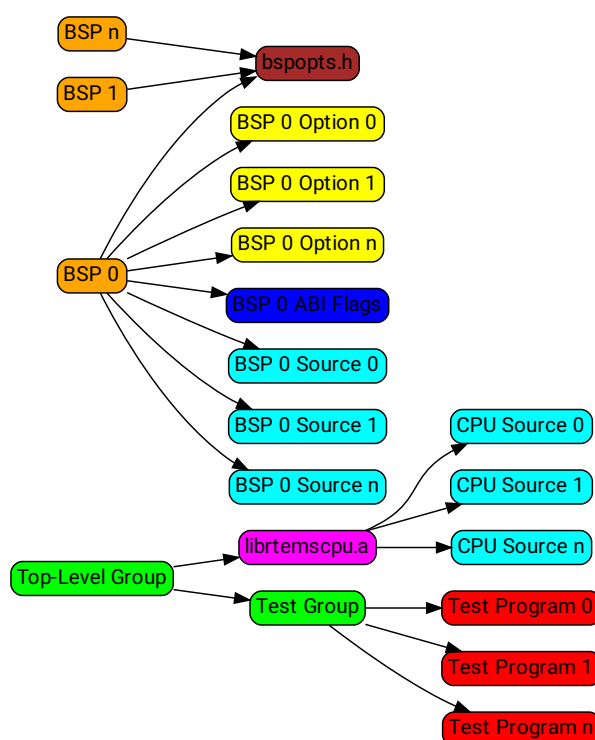 BSP n
bspopts.h
BSP 1
BSP 0 Option 0
BSP 0 Option 1
BSP 0 Option n
BSP 0
BSP 0 ABI Flags
BSP 0 Source 0
BSP 0 Source 1
CPU Source 0
BSP 0 Source n
CPU Source 1
librtemscpu.a
CPU Source n
Top-Level Group
Test Group
Test Program 0
Test Program 1
Test Program n